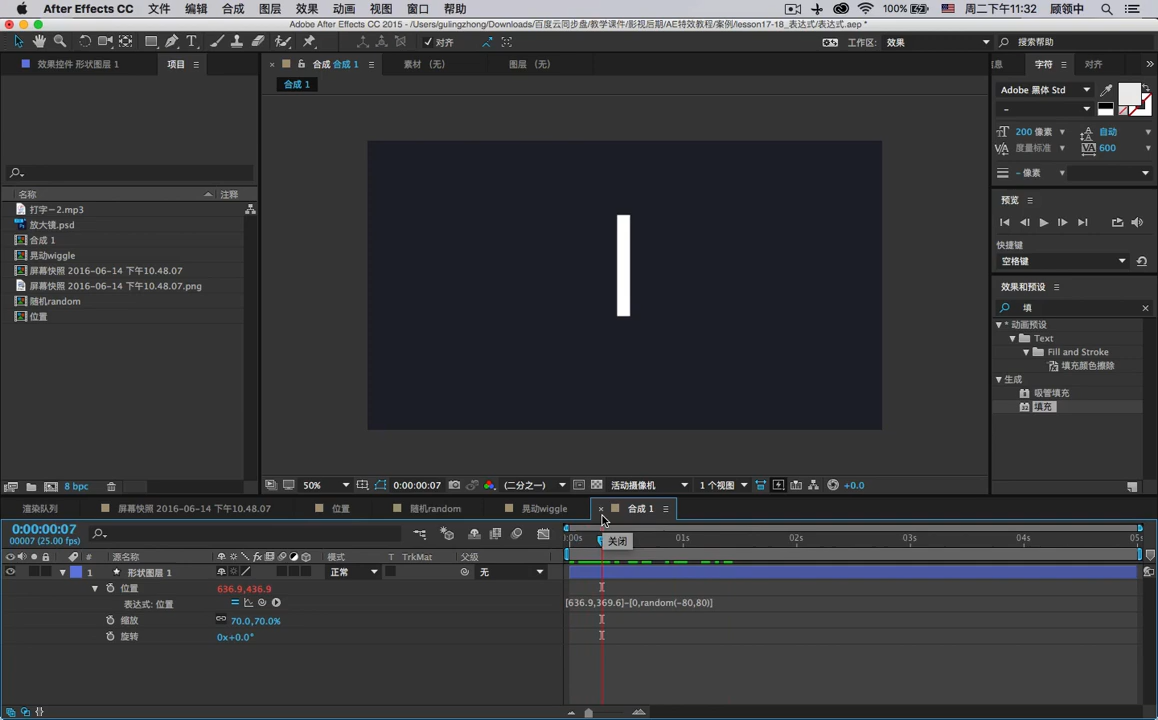 After Effects CC 文件 编辑 合成 图层 效果 动画 视图 窗口 帮助 100% 周二下午11:32 顾领中
Adobe After Effects CC 2015 - /Users/gulingzhong/Downloads/百度云同步盘/教学课件/影视后期/AE特效教程/案例/lesson17-18_表达式/表达式.aep *
对齐 工作区: 效果 搜索帮助
效果控件 形状图层 1 项目 合成 合成 1 素材 (无) 图层 (无) 息 字符 对齐
合成 1
Adobe 黑体 Std
-
200 像素 自动
度量标准 600
- 像素
名称 注释
打字-2.mp3
放大镜.psd
合成 1
晃动wiggle
屏幕快照 2016-06-14 下午10.48.07
屏幕快照 2016-06-14 下午10.48.07.png
随机random
位置
预览
快捷键
空格键
效果和预设
填
* 动画预设
Text
Fill and Stroke
填充颜色擦除
生成
吸管填充
填充
8 bpc 50% 0:00:00:07 (二分之一) 活动摄像机 1 个视图 +0.0
渲染队列 屏幕快照 2016-06-14 下午10.48.07 位置 随机random 晃动wiggle × 合成 1
0:00:00:07
00007 (25.00 fps)
关闭
:00s 01s 02s 03s 04s 05s
# 源名称 模式 T TrkMat 父级
1 形状图层 1 正常 无
位置 636.9,436.9
表达式: 位置 [636.9,369.6]-[0,random(-80,80)]
缩放 70.0,70.0%
旋转 0x+0.0°